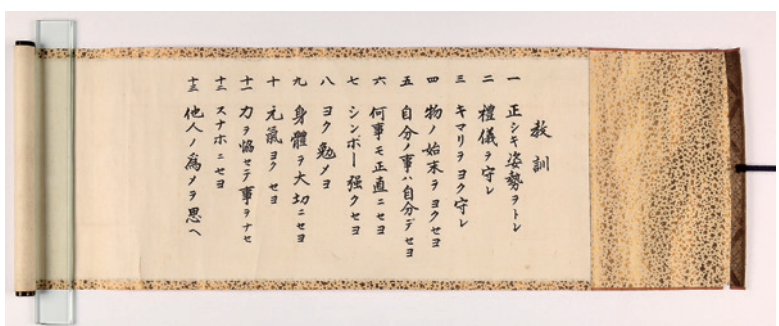 教訓
一 正シキ姿勢ヲトレ
二 禮儀ヲ守レ
三 キマリヲヨク守レ
四 物ノ始末ヲヨクセヨ
五 自分ノ事ハ自分デセヨ
六 何事モ正直ニセヨ
七 シンボー强クセヨ
八 ヨク勉メヨ
九 身體ヲ大切ニセヨ
十 元氣ヨクセヨ
十一 力ヲ協セテ事ヲナセ
十二 スナホニセヨ
十三 他人ノ爲メヲ思ヘ